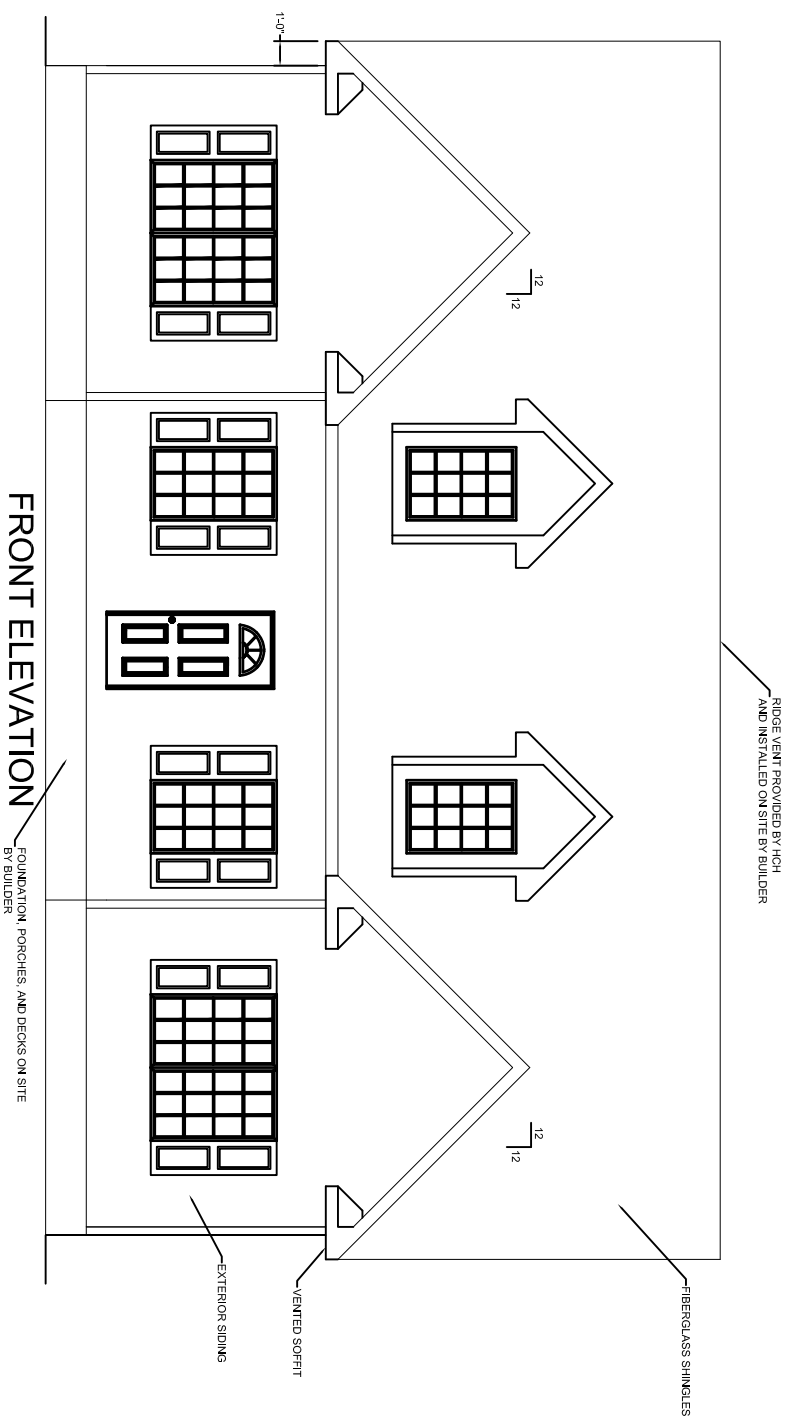 RIDGE VENT PROVIDED BY HCH
AND INSTALLED ON SITE BY BUILDER
FIBERGLASS SHINGLES
12
12
12
12
1'-0"
VENTED SOFFIT
EXTERIOR SIDING
FOUNDATION, PORCHES, AND DECKS ON SITE
BY BUILDER
FRONT ELEVATION